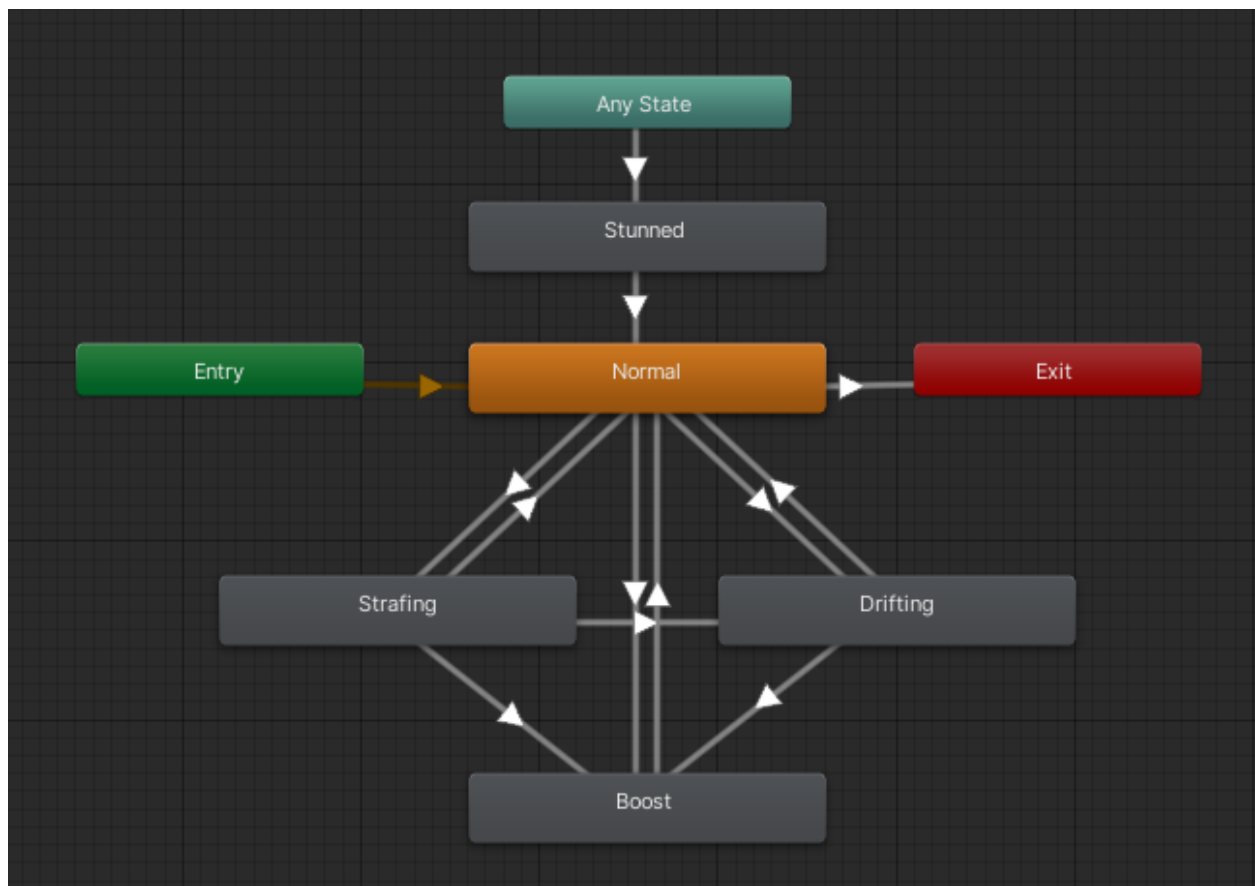 Any State
Stunned
Entry
Normal
Exit
Strafing
Drifting
Boost